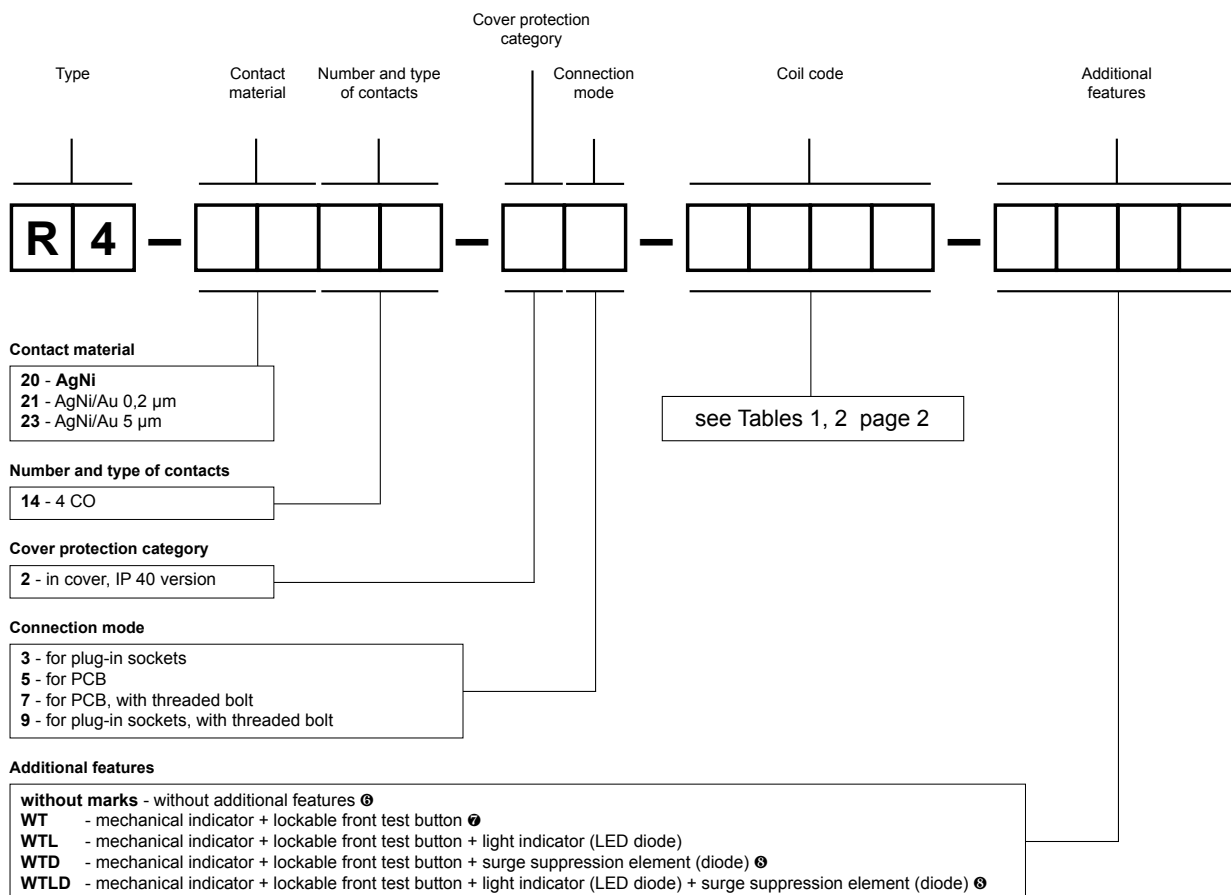 Cover protection
category
Type
Contact
material
Number and type
of contacts
Connection
mode
Coil code
Additional
features
R 4 – – – –
Contact material
20 - AgNi
21 - AgNi/Au 0,2 µm
23 - AgNi/Au 5 µm
see Tables 1, 2 page 2
Number and type of contacts
14 - 4 CO
Cover protection category
2 - in cover, IP 40 version
Connection mode
3 - for plug-in sockets
5 - for PCB
7 - for PCB, with threaded bolt
9 - for plug-in sockets, with threaded bolt
Additional features
without marks - without additional features ❻
WT - mechanical indicator + lockable front test button ❼
WTL - mechanical indicator + lockable front test button + light indicator (LED diode)
WTD - mechanical indicator + lockable front test button + surge suppression element (diode) ❽
WTLD - mechanical indicator + lockable front test button + light indicator (LED diode) + surge suppression element (diode) ❽